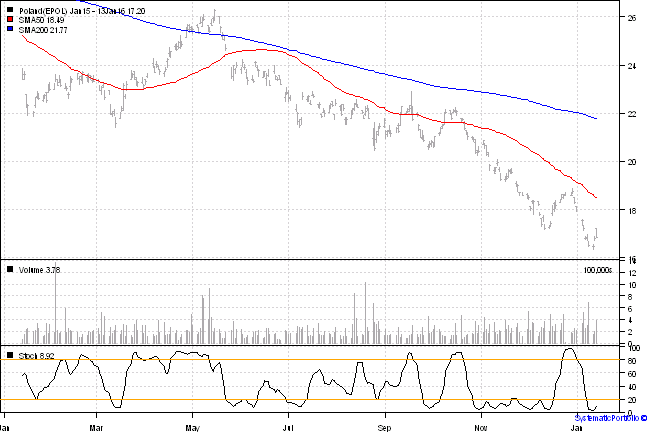 Poland(EPOL) Jan15 - 13Jan16 17.20
SMA50 18.49
SMA200 21.77
26
24
22
20
18
16
Volume 3.78
100,000s
14
12
10
8
6
4
2
0
Stoch 8.92
100
80
60
40
20
0
Jan
Mar
May
Jul
Sep
Nov
Jan
SystematicPortfolio ©